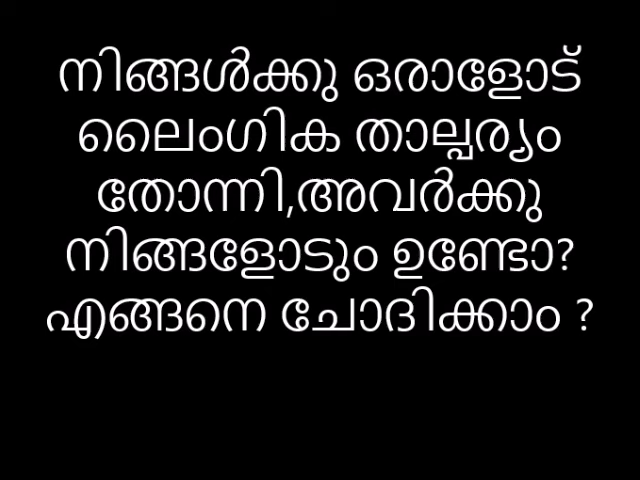 നിങ്ങൾക്കു ഒരാളോട്
ലൈംഗിക താല്പര്യം
തോന്നി,അവർക്കു
നിങ്ങളോടും ഉണ്ടോ?
എങ്ങനെ ചോദിക്കാം ?